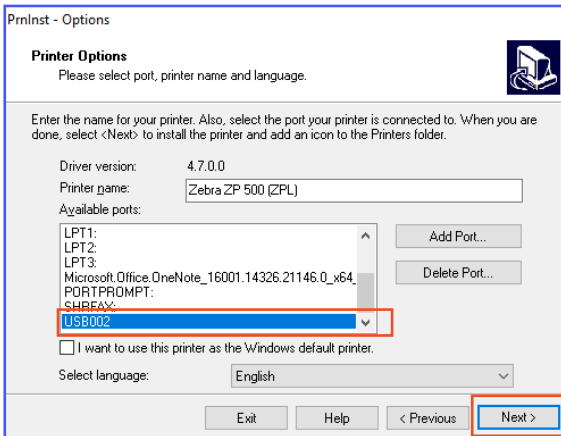 PrnInst - Options
Printer Options
Please select port, printer name and language.
Enter the name for your printer. Also, select the port your printer is connected to. When you are
done, select <Next> to install the printer and add an icon to the Printers folder.
Driver version: 4.7.0.0
Printer name: Zebra ZP 500 (ZPL)
Available ports:
LPT1:
LPT2:
LPT3:
Microsoft.Office.OneNote_16001.14326.21146.0_x64_
PORTPROMPT:
SHRFAX:
USB002
Add Port...
Delete Port...
I want to use this printer as the Windows default printer.
Select language: English
Exit Help < Previous Next >